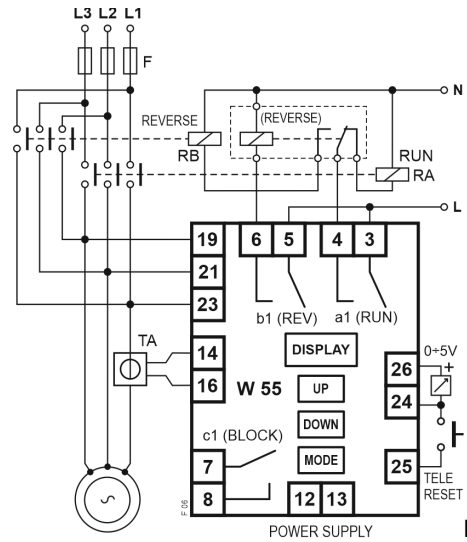 L3 L2 L1
F
N
REVERSE
(REVERSE)
RB
RUN
RA
L
19
6
5
4
3
21
23
b1 (REV)
a1 (RUN)
TA
14
16
DISPLAY
W 55
UP
DOWN
MODE
0÷5V
26
+
24
c1 (BLOCK)
7
8
25
TELE
RESET
12 13
F 06
POWER SUPPLY